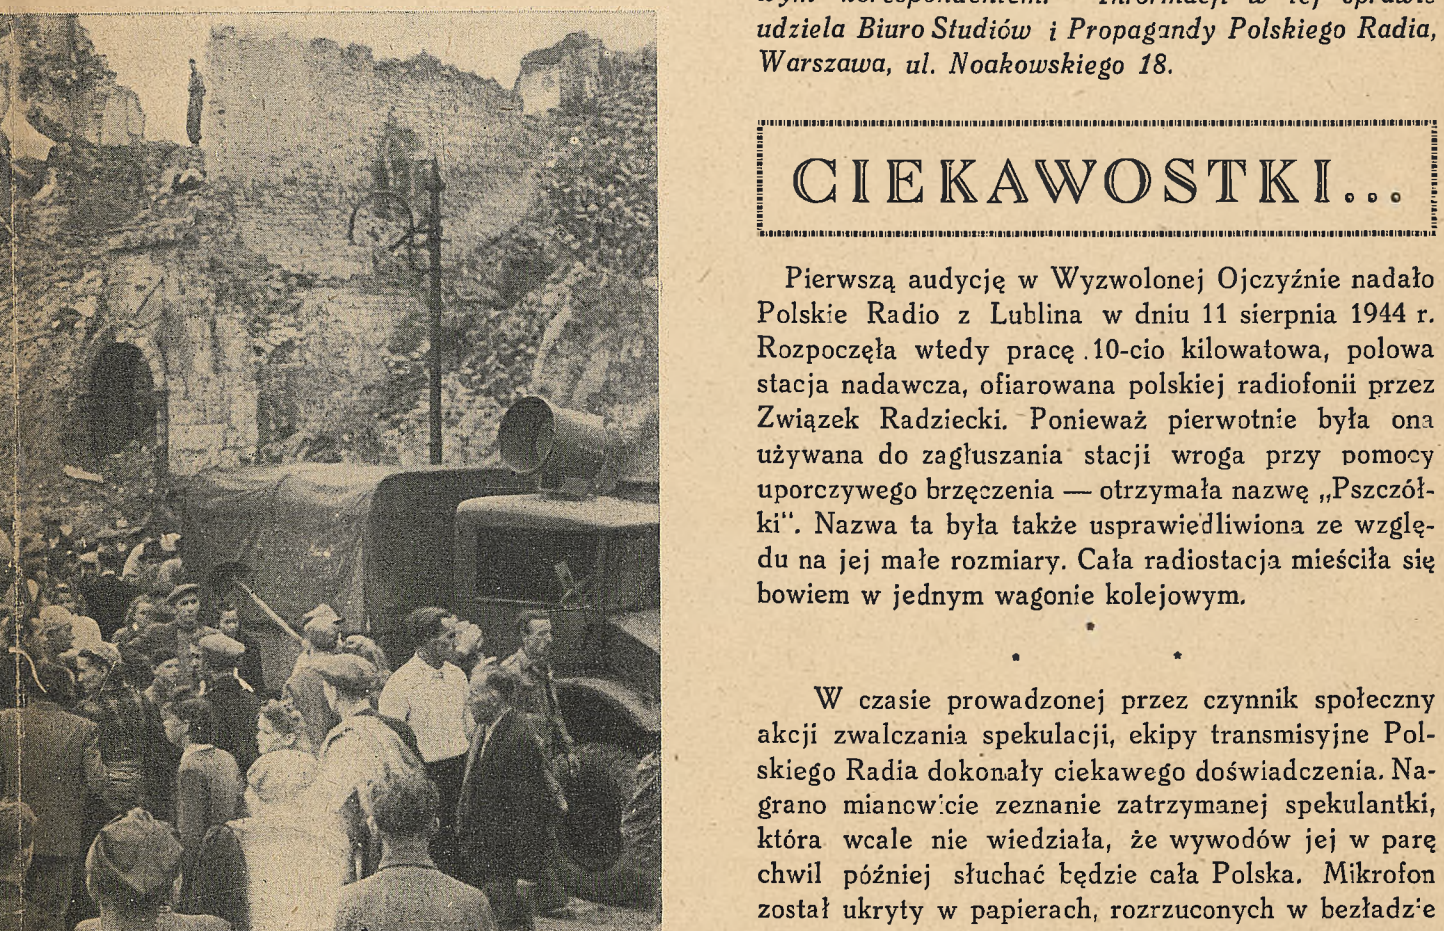 udziela Biuro Studiów i Propagandy Polskiego Radia,
Warszawa, ul. Noakowskiego 18.
CIEKAWOSTKI...
Pierwszą audycję w Wyzwolonej Ojczyźnie nadało
Polskie Radio z Lublina w dniu 11 sierpnia 1944 r.
Rozpoczęła wtedy pracę 10-cio kilowatowa, polowa
stacja nadawcza, ofiarowana polskiej radiofonii przez
Związek Radziecki. Ponieważ pierwotnie była ona
używana do zagłuszania stacji wroga przy pomocy
uporczywego brzęczenia — otrzymała nazwę „Pszczół-
ki“. Nazwa ta była także usprawiedliwiona ze wzglę-
du na jej małe rozmiary. Cała radiostacja mieściła się
bowiem w jednym wagonie kolejowym.
*
* *
W czasie prowadzonej przez czynnik społeczny
akcji zwalczania spekulacji, ekipy transmisyjne Pol-
skiego Radia dokonały ciekawego doświadczenia. Na-
grano mianowicie zeznanie zatrzymanej spekulantki,
która wcale nie wiedziała, że wywodów jej w parę
chwil później słuchać będzie cała Polska. Mikrofon
został ukryty w papierach, rozrzuconych w bezładzie